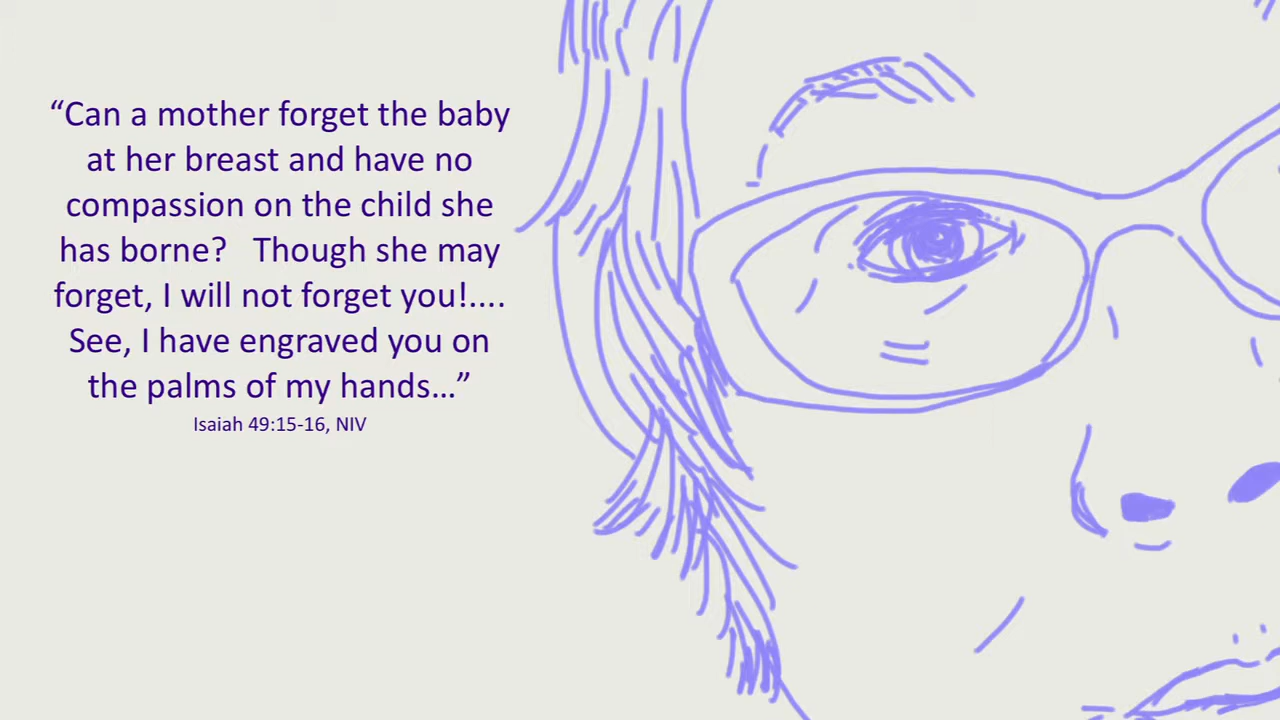 “Can a mother forget the baby
at her breast and have no
compassion on the child she
has borne?   Though she may
forget, I will not forget you!....
See, I have engraved you on
the palms of my hands…”
Isaiah 49:15-16, NIV